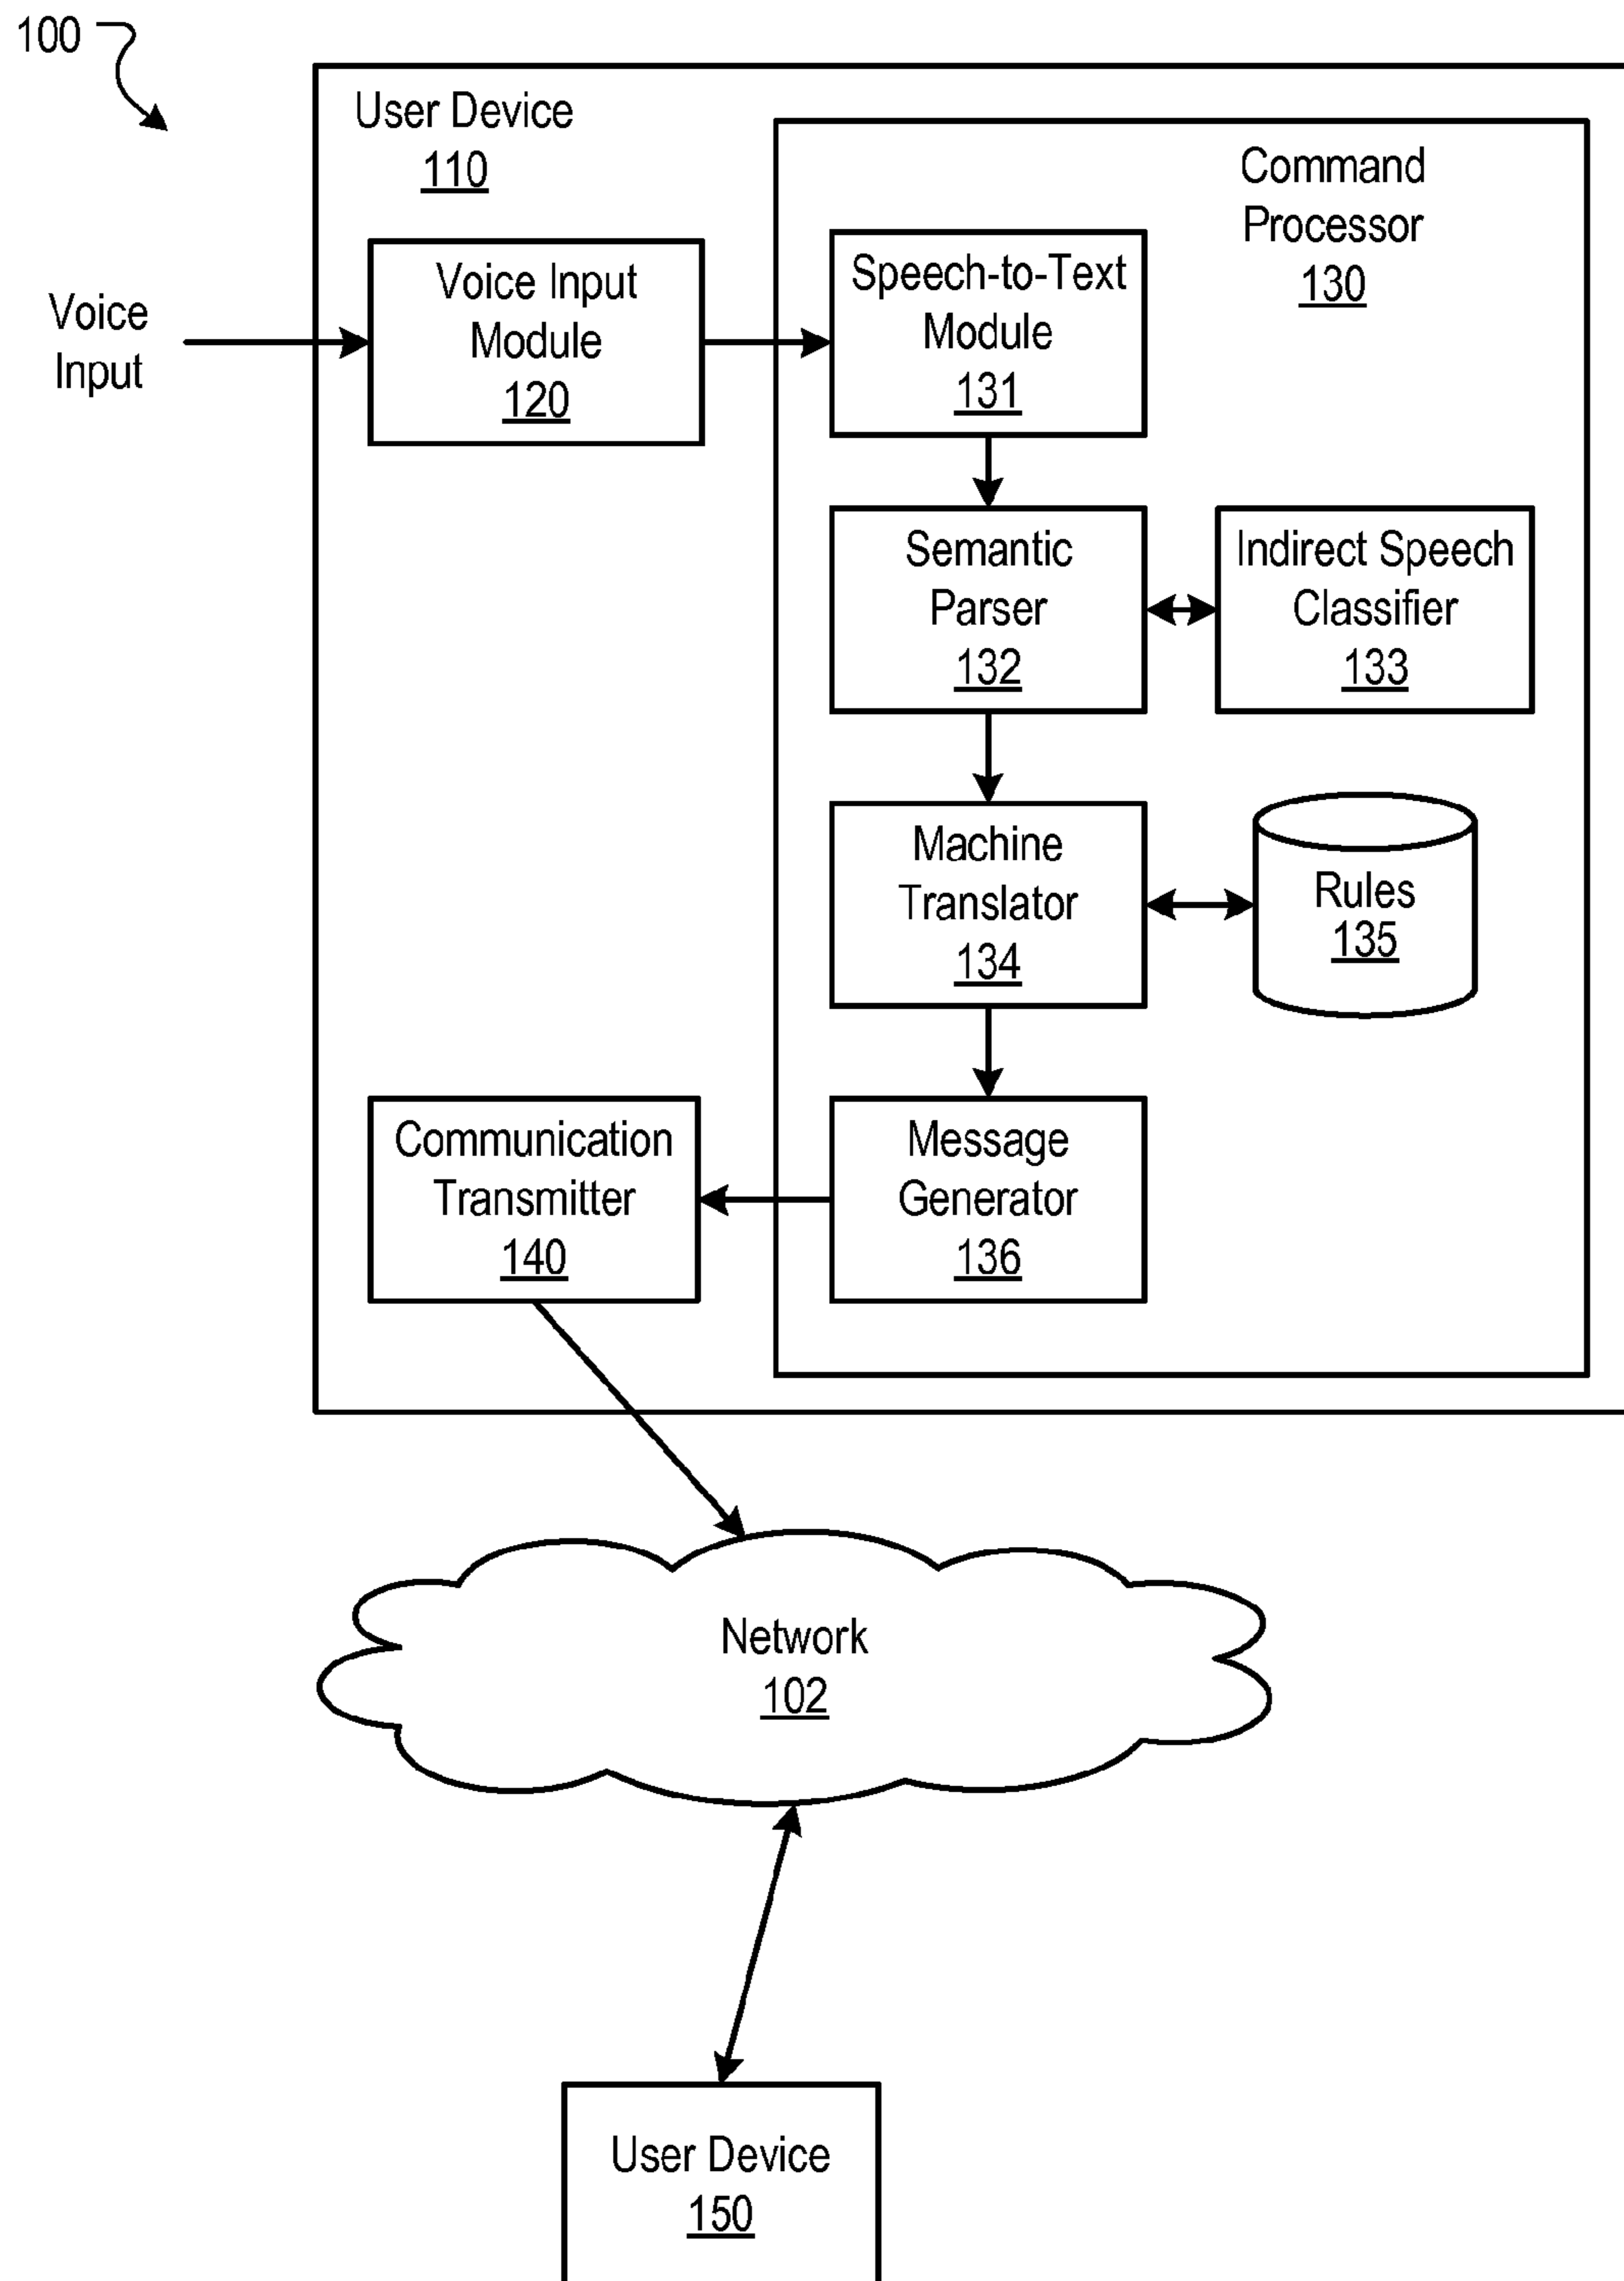 100
User Device
110
Command
Processor
130
Voice
Input
Voice Input
Module
120
Speech-to-Text
Module
131
Semantic
Parser
132
Indirect Speech
Classifier
133
Machine
Translator
134
Rules
135
Communication
Transmitter
140
Message
Generator
136
Network
102
User Device
150